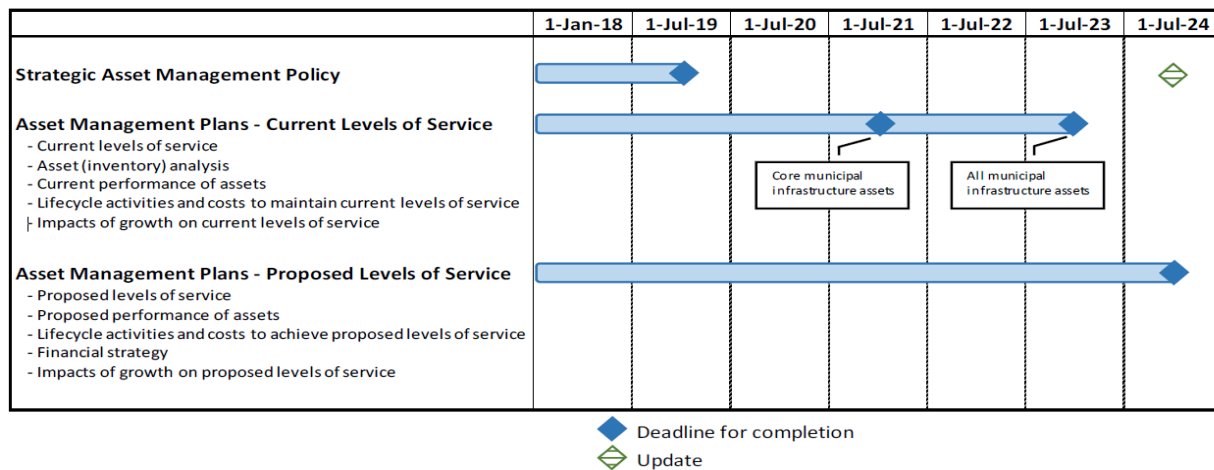 1-Jan-18 1-Jul-19 1-Jul-20 1-Jul-21 1-Jul-22 1-Jul-23 1-Jul-24
Strategic Asset Management Policy
Asset Management Plans - Current Levels of Service
- Current levels of service
- Asset (inventory) analysis
- Current performance of assets
- Lifecycle activities and costs to maintain current levels of service
- Impacts of growth on current levels of service
Core municipal
infrastructure assets
All municipal
infrastructure assets
Asset Management Plans - Proposed Levels of Service
- Proposed levels of service
- Proposed performance of assets
- Lifecycle activities and costs to achieve proposed levels of service
- Financial strategy
- Impacts of growth on proposed levels of service
Deadline for completion
Update